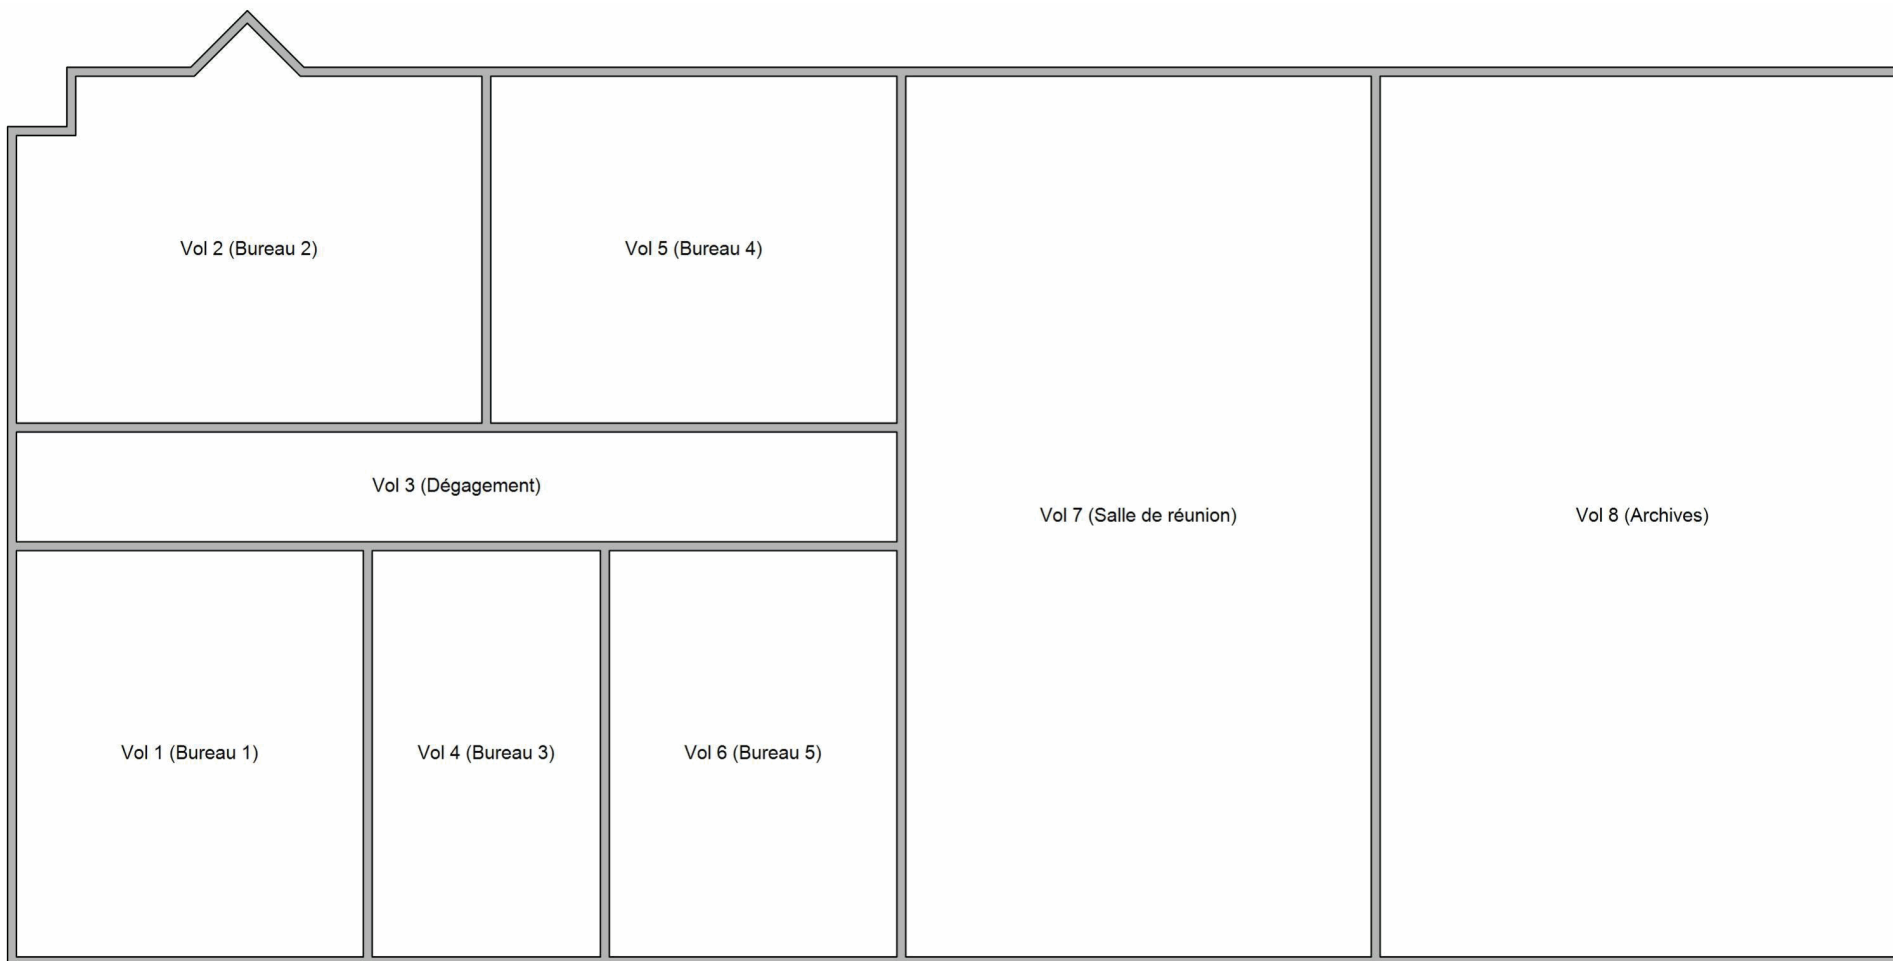 Vol 2 (Bureau 2)
Vol 5 (Bureau 4)
Vol 3 (Dégagement)
Vol 7 (Salle de réunion)
Vol 8 (Archives)
Vol 1 (Bureau 1)
Vol 4 (Bureau 3)
Vol 6 (Bureau 5)